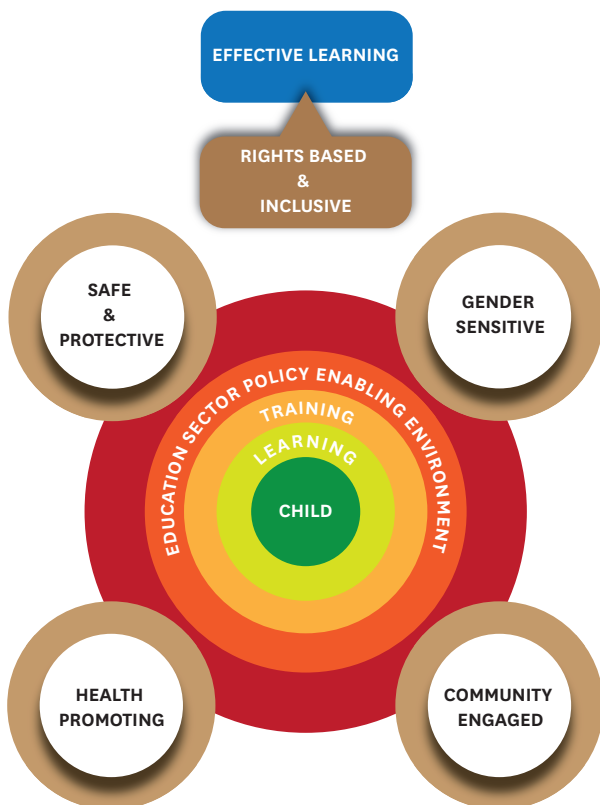 EFFECTIVE LEARNING
RIGHTS BASED
&
INCLUSIVE
SAFE
&
PROTECTIVE
GENDER
SENSITIVE
EDUCATION SECTOR POLICY ENABLING ENVIRONMENT
TRAINING
LEARNING
CHILD
HEALTH
PROMOTING
COMMUNITY
ENGAGED